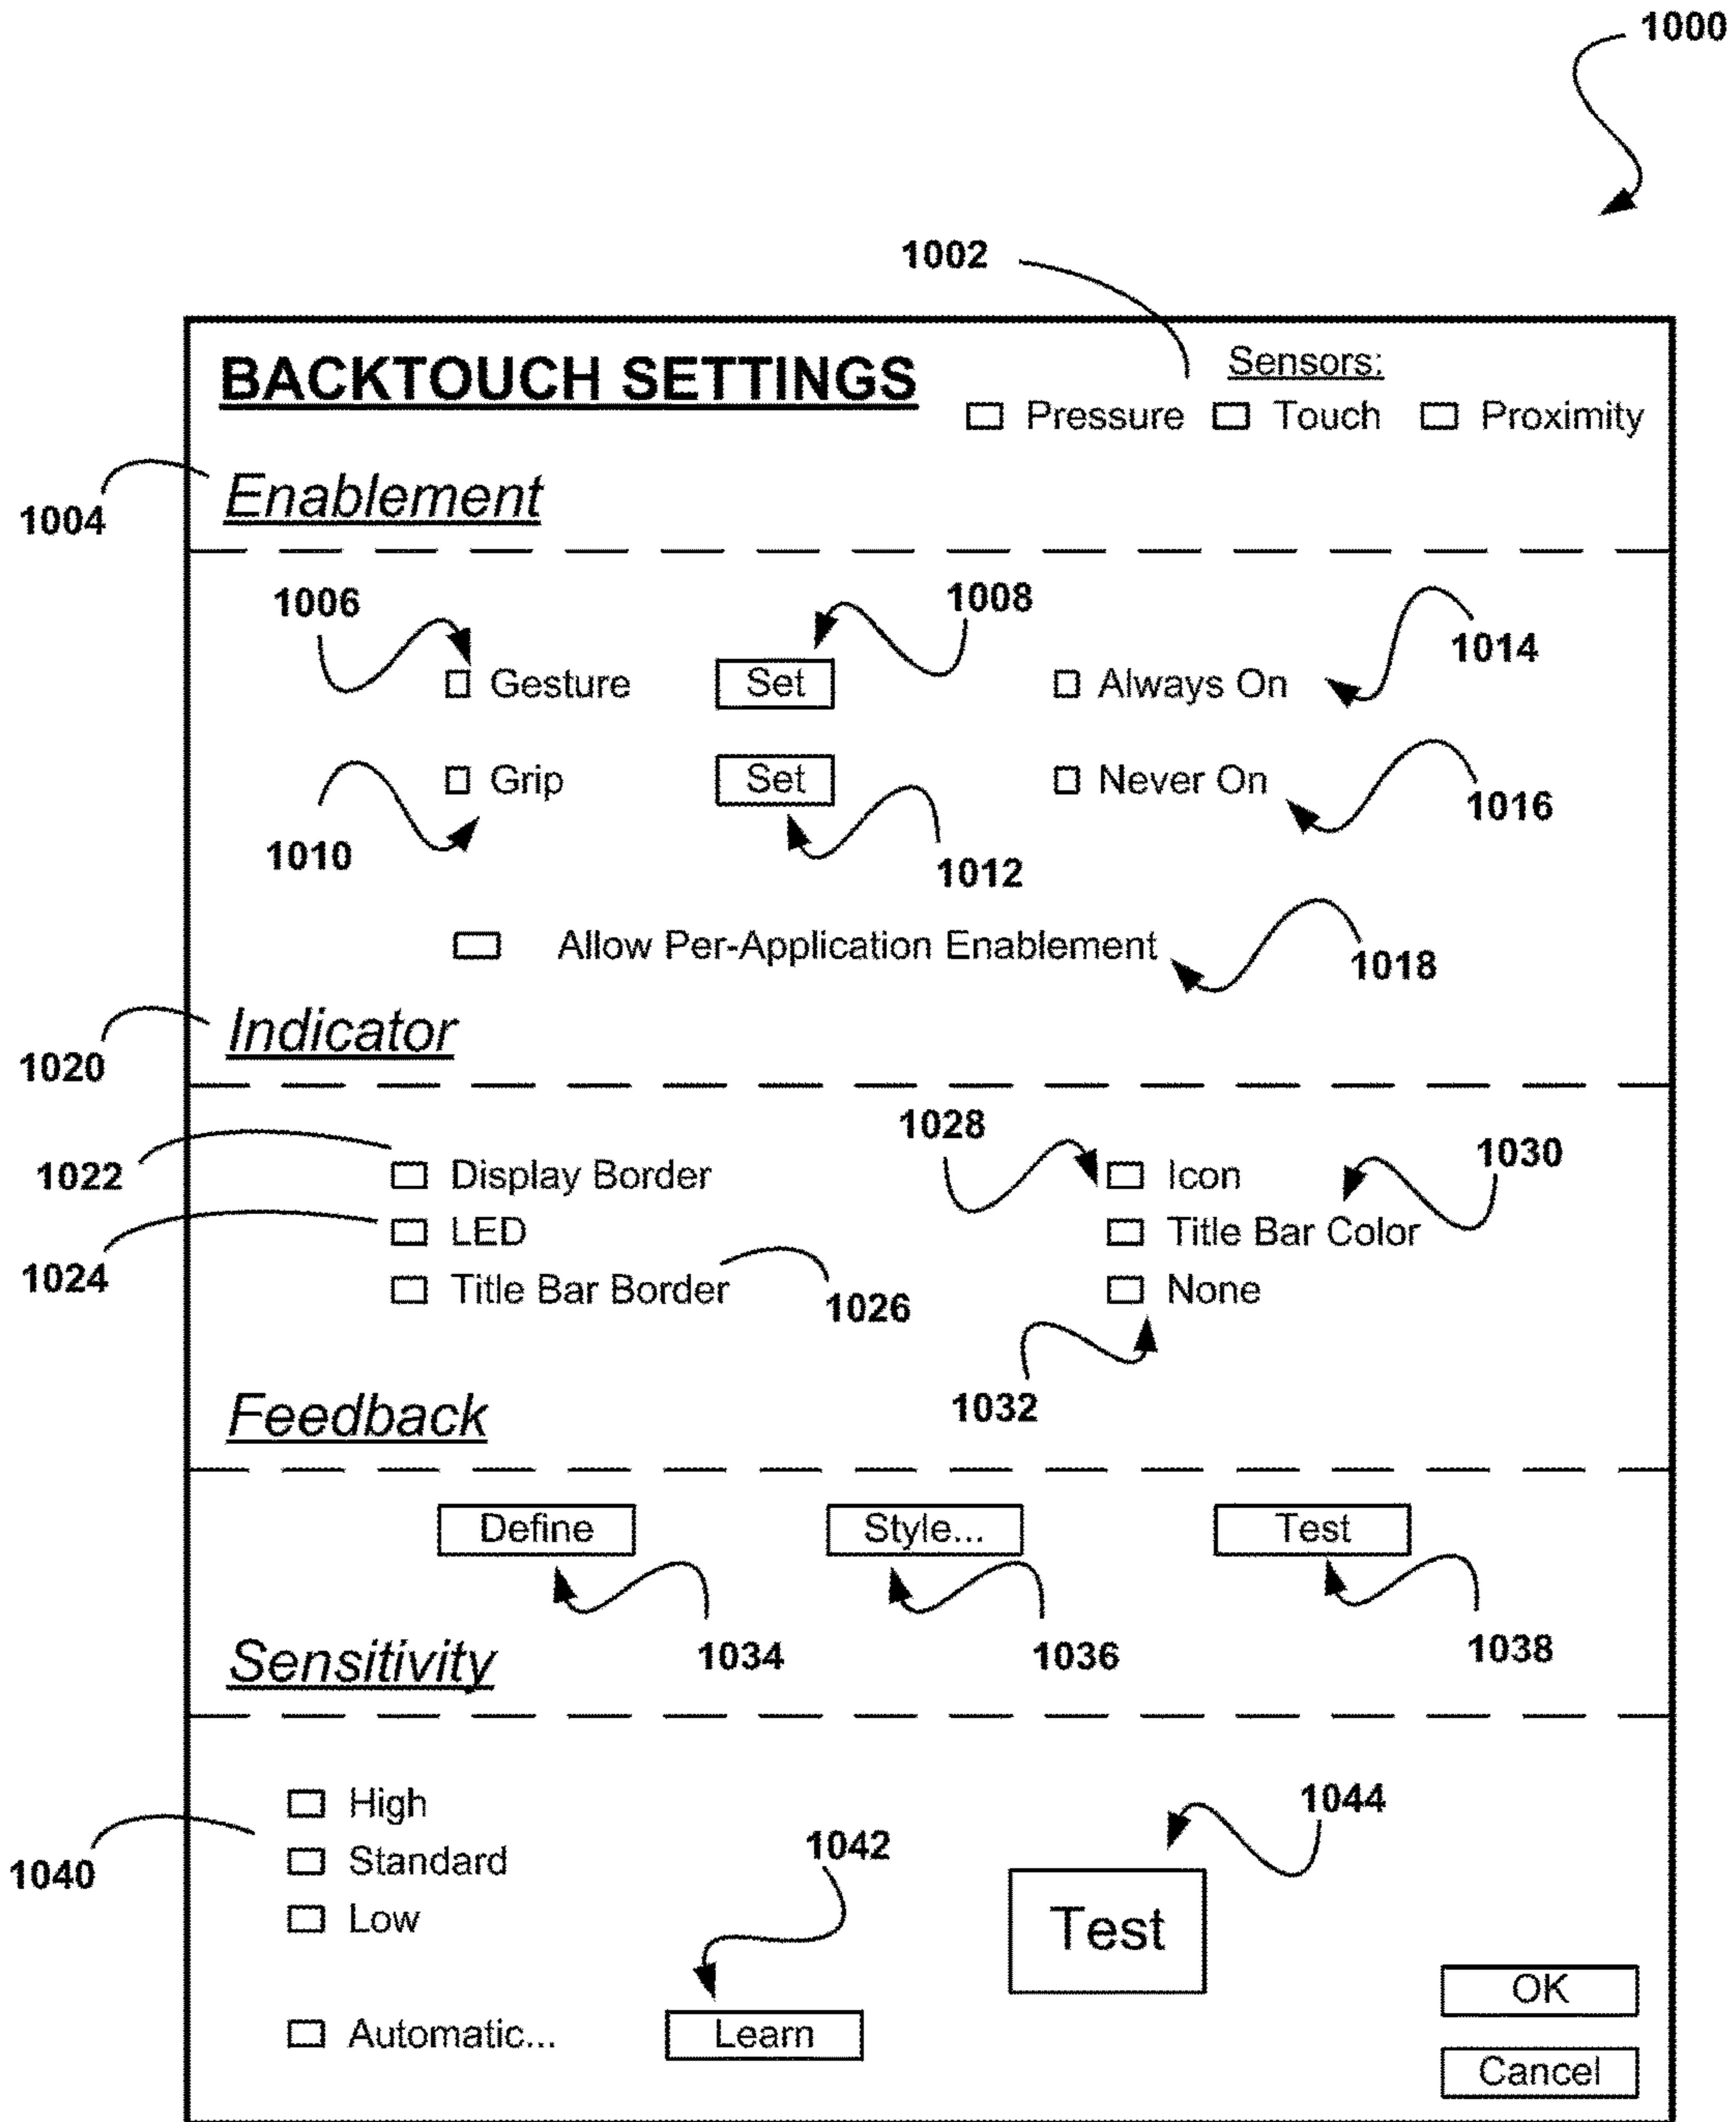 1000
1002
BACKTOUCH SETTINGS
Sensors:
Pressure Touch Proximity
1004
Enablement
1006 1008
1014
Gesture Set Always On
Grip Set Never On
1016
1010
1012
Allow Per-Application Enablement
1018
Indicator
1020
1028
1030
1022
Display Border Icon
LED Title Bar Color
1024
Title Bar Border None
1026
1032
Feedback
Define Style... Test
1034 1036 1038
Sensitivity
High
1044
1042
Standard
1040
Low
Test
OK
Automatic... Learn
Cancel